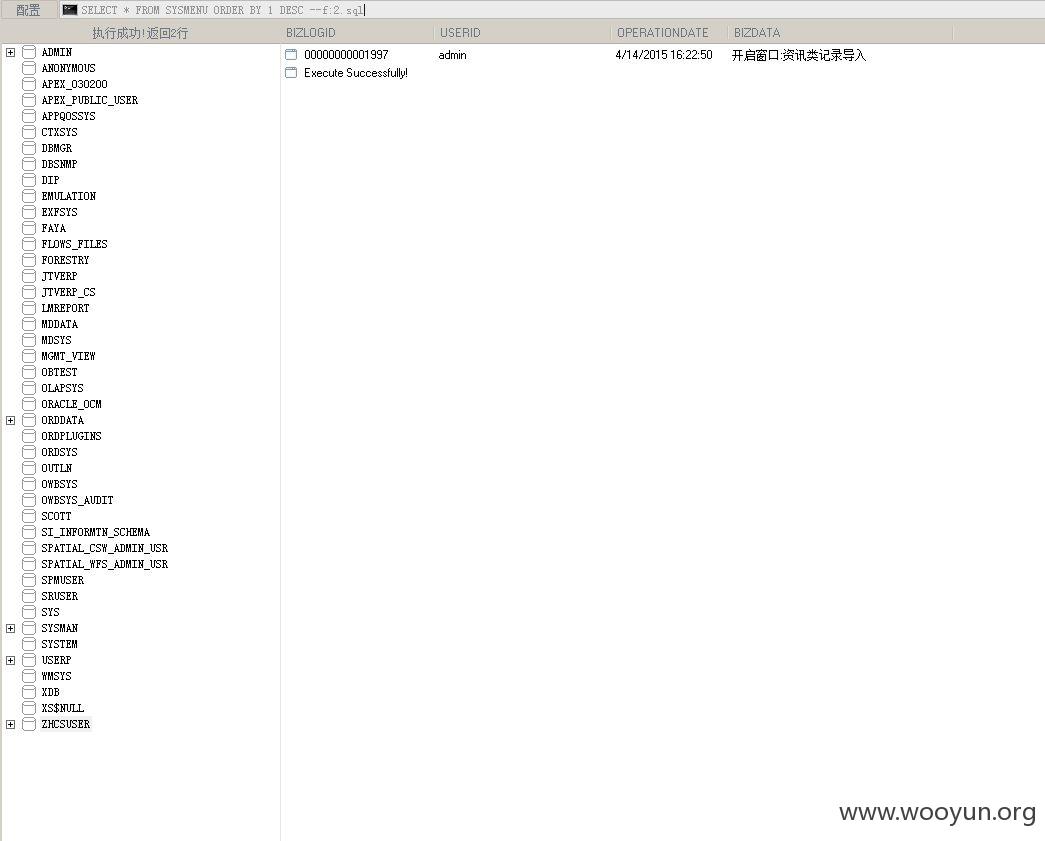 配置 SELECT * FROM SYSMENU ORDER BY 1 DESC --f:2.sql
执行成功!返回2行 BIZLOGID USERID OPERATIONDATE BIZDATA
ADMIN 00000000001997 admin 4/14/2015 16:22:50 开启窗口:资讯类记录导入
ANONYMOUS Execute Successfully!
APEX_030200
APEX_PUBLIC_USER
APPQOSSYS
CTXSYS
DBMGR
DBSNMP
DIP
EMULATION
EXFSYS
FAYA
FLOWS_FILES
FORESTRY
JTVERP
JTVERP_CS
LMREPORT
MDDATA
MDSYS
MGMT_VIEW
OBTEST
OLAPSYS
ORACLE_OCM
ORDDATA
ORDPLUGINS
ORDSYS
OUTLN
OWBSYS
OWBSYS_AUDIT
SCOTT
SI_INFORMTN_SCHEMA
SPATIAL_CSW_ADMIN_USR
SPATIAL_WFS_ADMIN_USR
SPMUSER
SRUSER
SYS
SYSMAN
SYSTEM
USERP
WMSYS
XDB
XS$NULL
ZHCSUSER
www.wooyun.org